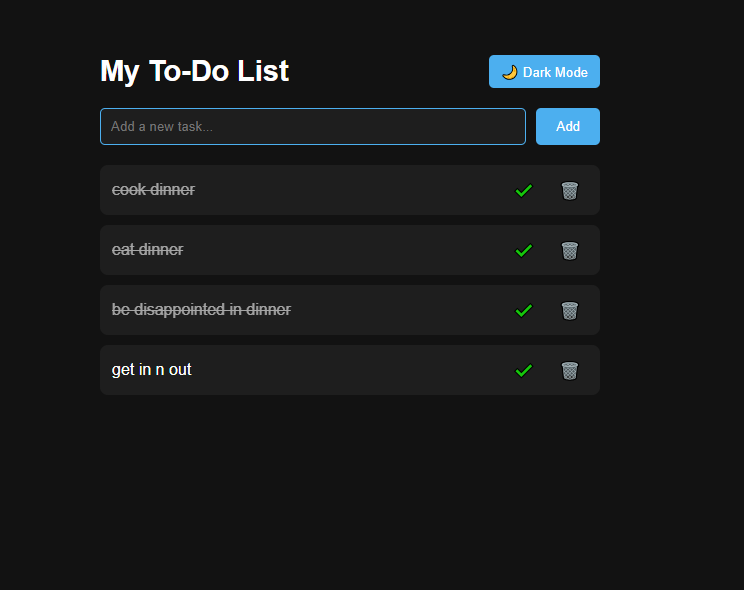 My To-Do List
🌙 Dark Mode
Add a new task...
Add
cook dinner
eat dinner
be disappointed in dinner
get in n out